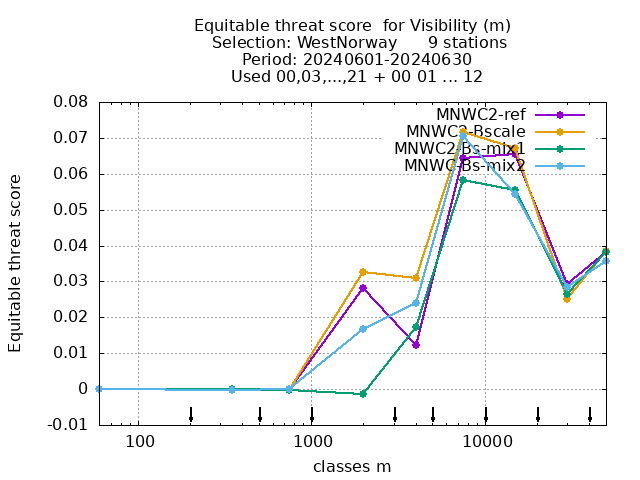 Equitable threat score  for Visibility (m)
Selection: WestNorway      9 stations
Period: 20240601-20240630
Used 00,03,...,21 + 00 01 ... 12
0.08
0.07
0.06
0.05
0.04
0.03
0.02
0.01
0
-0.01
Equitable threat score
MNWC2-ref
MNWC2-Bscale
MNWC2-Bs-mix1
MNWC-Bs-mix2
100
1000
10000
classes m